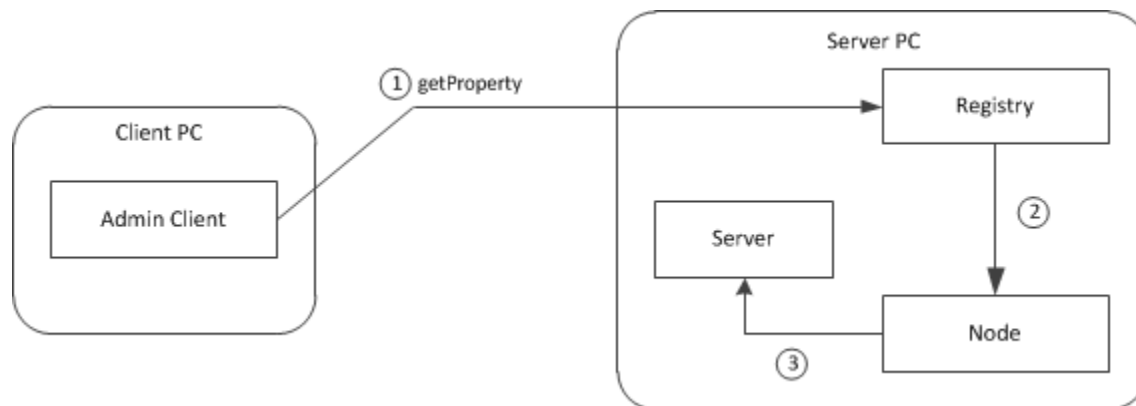 Server PC
1 getProperty
Registry
Client PC
Admin Client
2
Server
Node
3